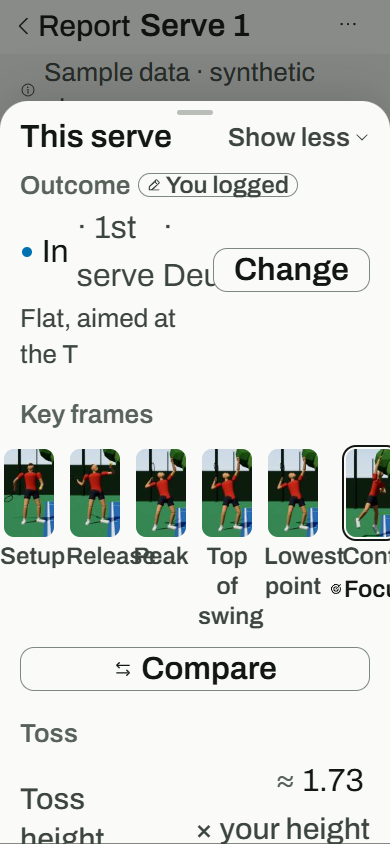 Report Serve 1 ...
Sample data · synthetic
This serve Show less
Outcome You logged
In · 1st ·
serve Change
Flat, aimed at
the T
Key frames
Setup Release Peak Top Lowest
of point
swing
Compare
Toss
≈ 1.73
Toss
× your height
height